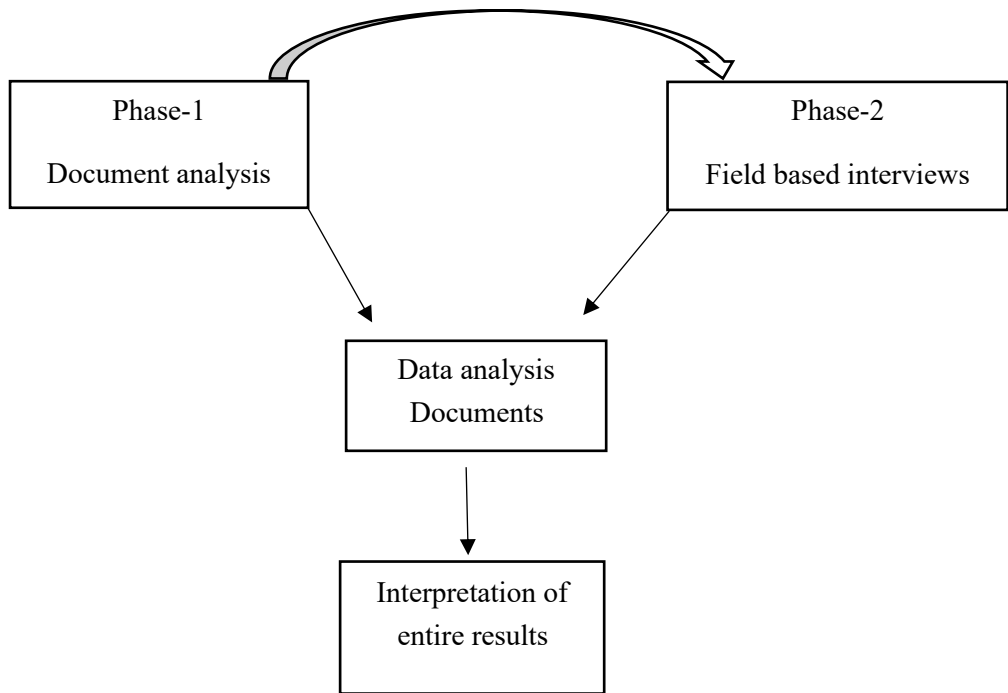 Phase-1
Document analysis
Phase-2
Field based interviews
Data analysis
Documents
Interpretation of
entire results